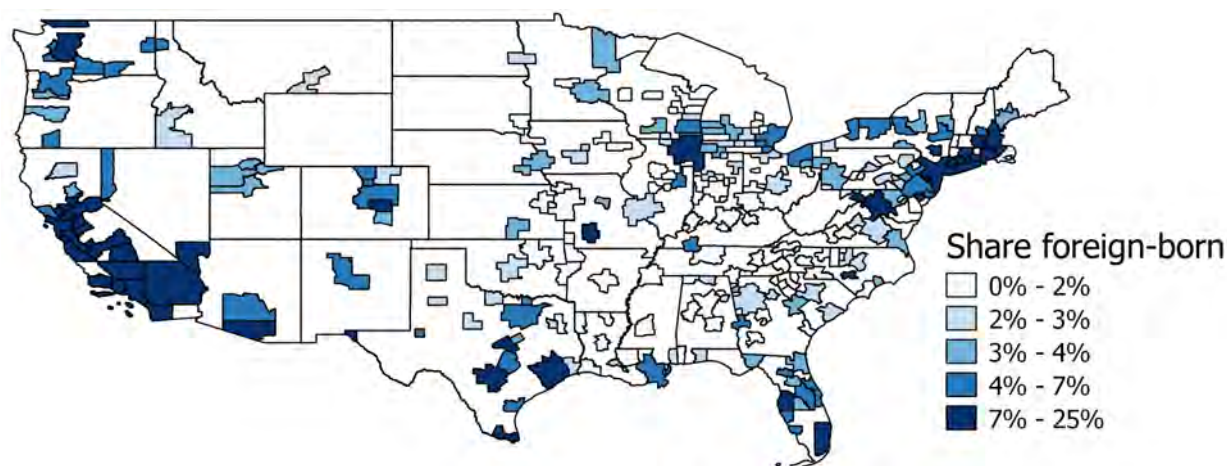 Share foreign-born
0% - 2%
2% - 3%
3% - 4%
4% - 7%
7% - 25%